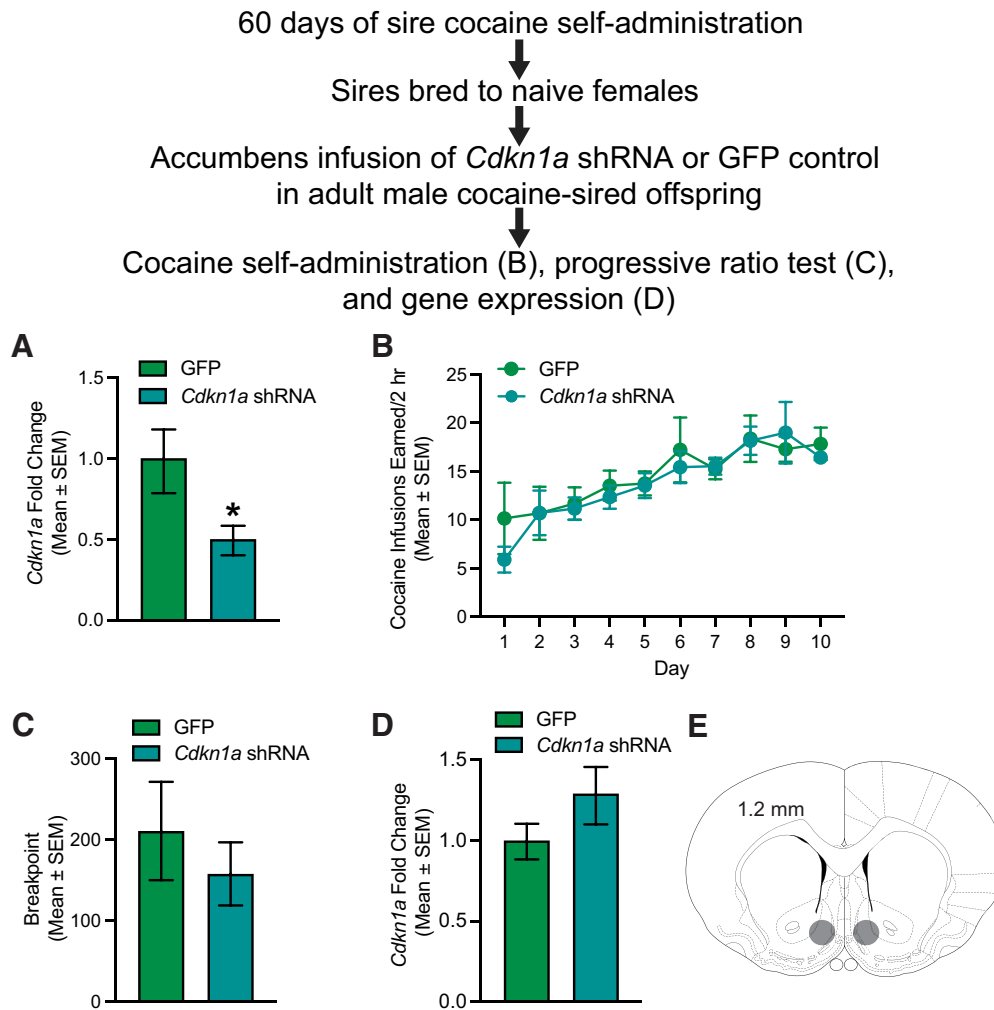 60 days of sire cocaine self-administration
Sires bred to naive females
Accumbens infusion of Cdkn1a shRNA or GFP control
in adult male cocaine-sired offspring
Cocaine self-administration (B), progressive ratio test (C),
and gene expression (D)
A
GFP
Cdkn1a shRNA
Cdkn1a Fold Change
(Mean ± SEM)
1.5
1.0
0.5
0.0
*
B
GFP
Cdkn1a shRNA
Cocaine Infusions Earned/2 hr
(Mean ± SEM)
25
20
15
10
5
0
1 2 3 4 5 6 7 8 9 10
Day
C
GFP
Cdkn1a shRNA
Breakpoint
(Mean ± SEM)
300
200
100
0
D
GFP
Cdkn1a shRNA
Cdkn1a Fold Change
(Mean ± SEM)
1.5
1.0
0.5
0.0
E
1.2 mm